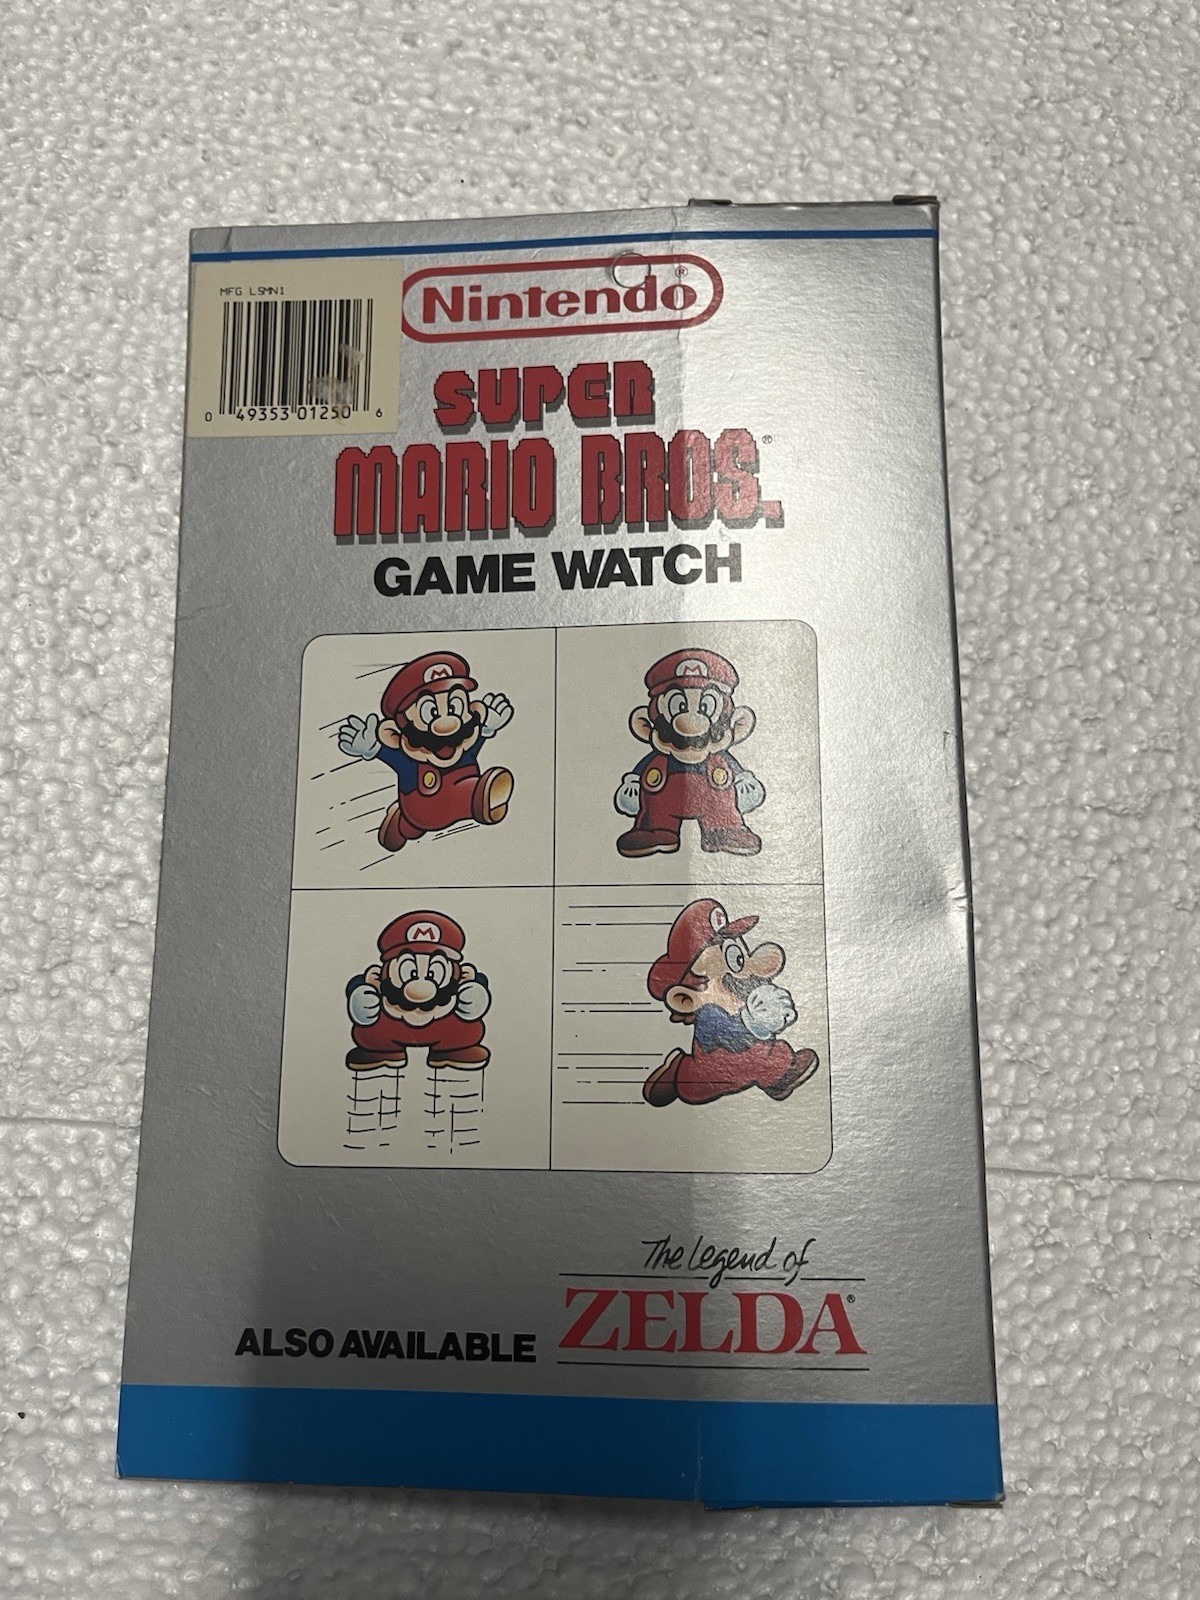 MFG LSMN1
0 49353 01250 6
Nintendo®
SUPER
MARIO BROS.®
GAME WATCH
M
M
M
The Legend of
ALSO AVAILABLE ZELDA®